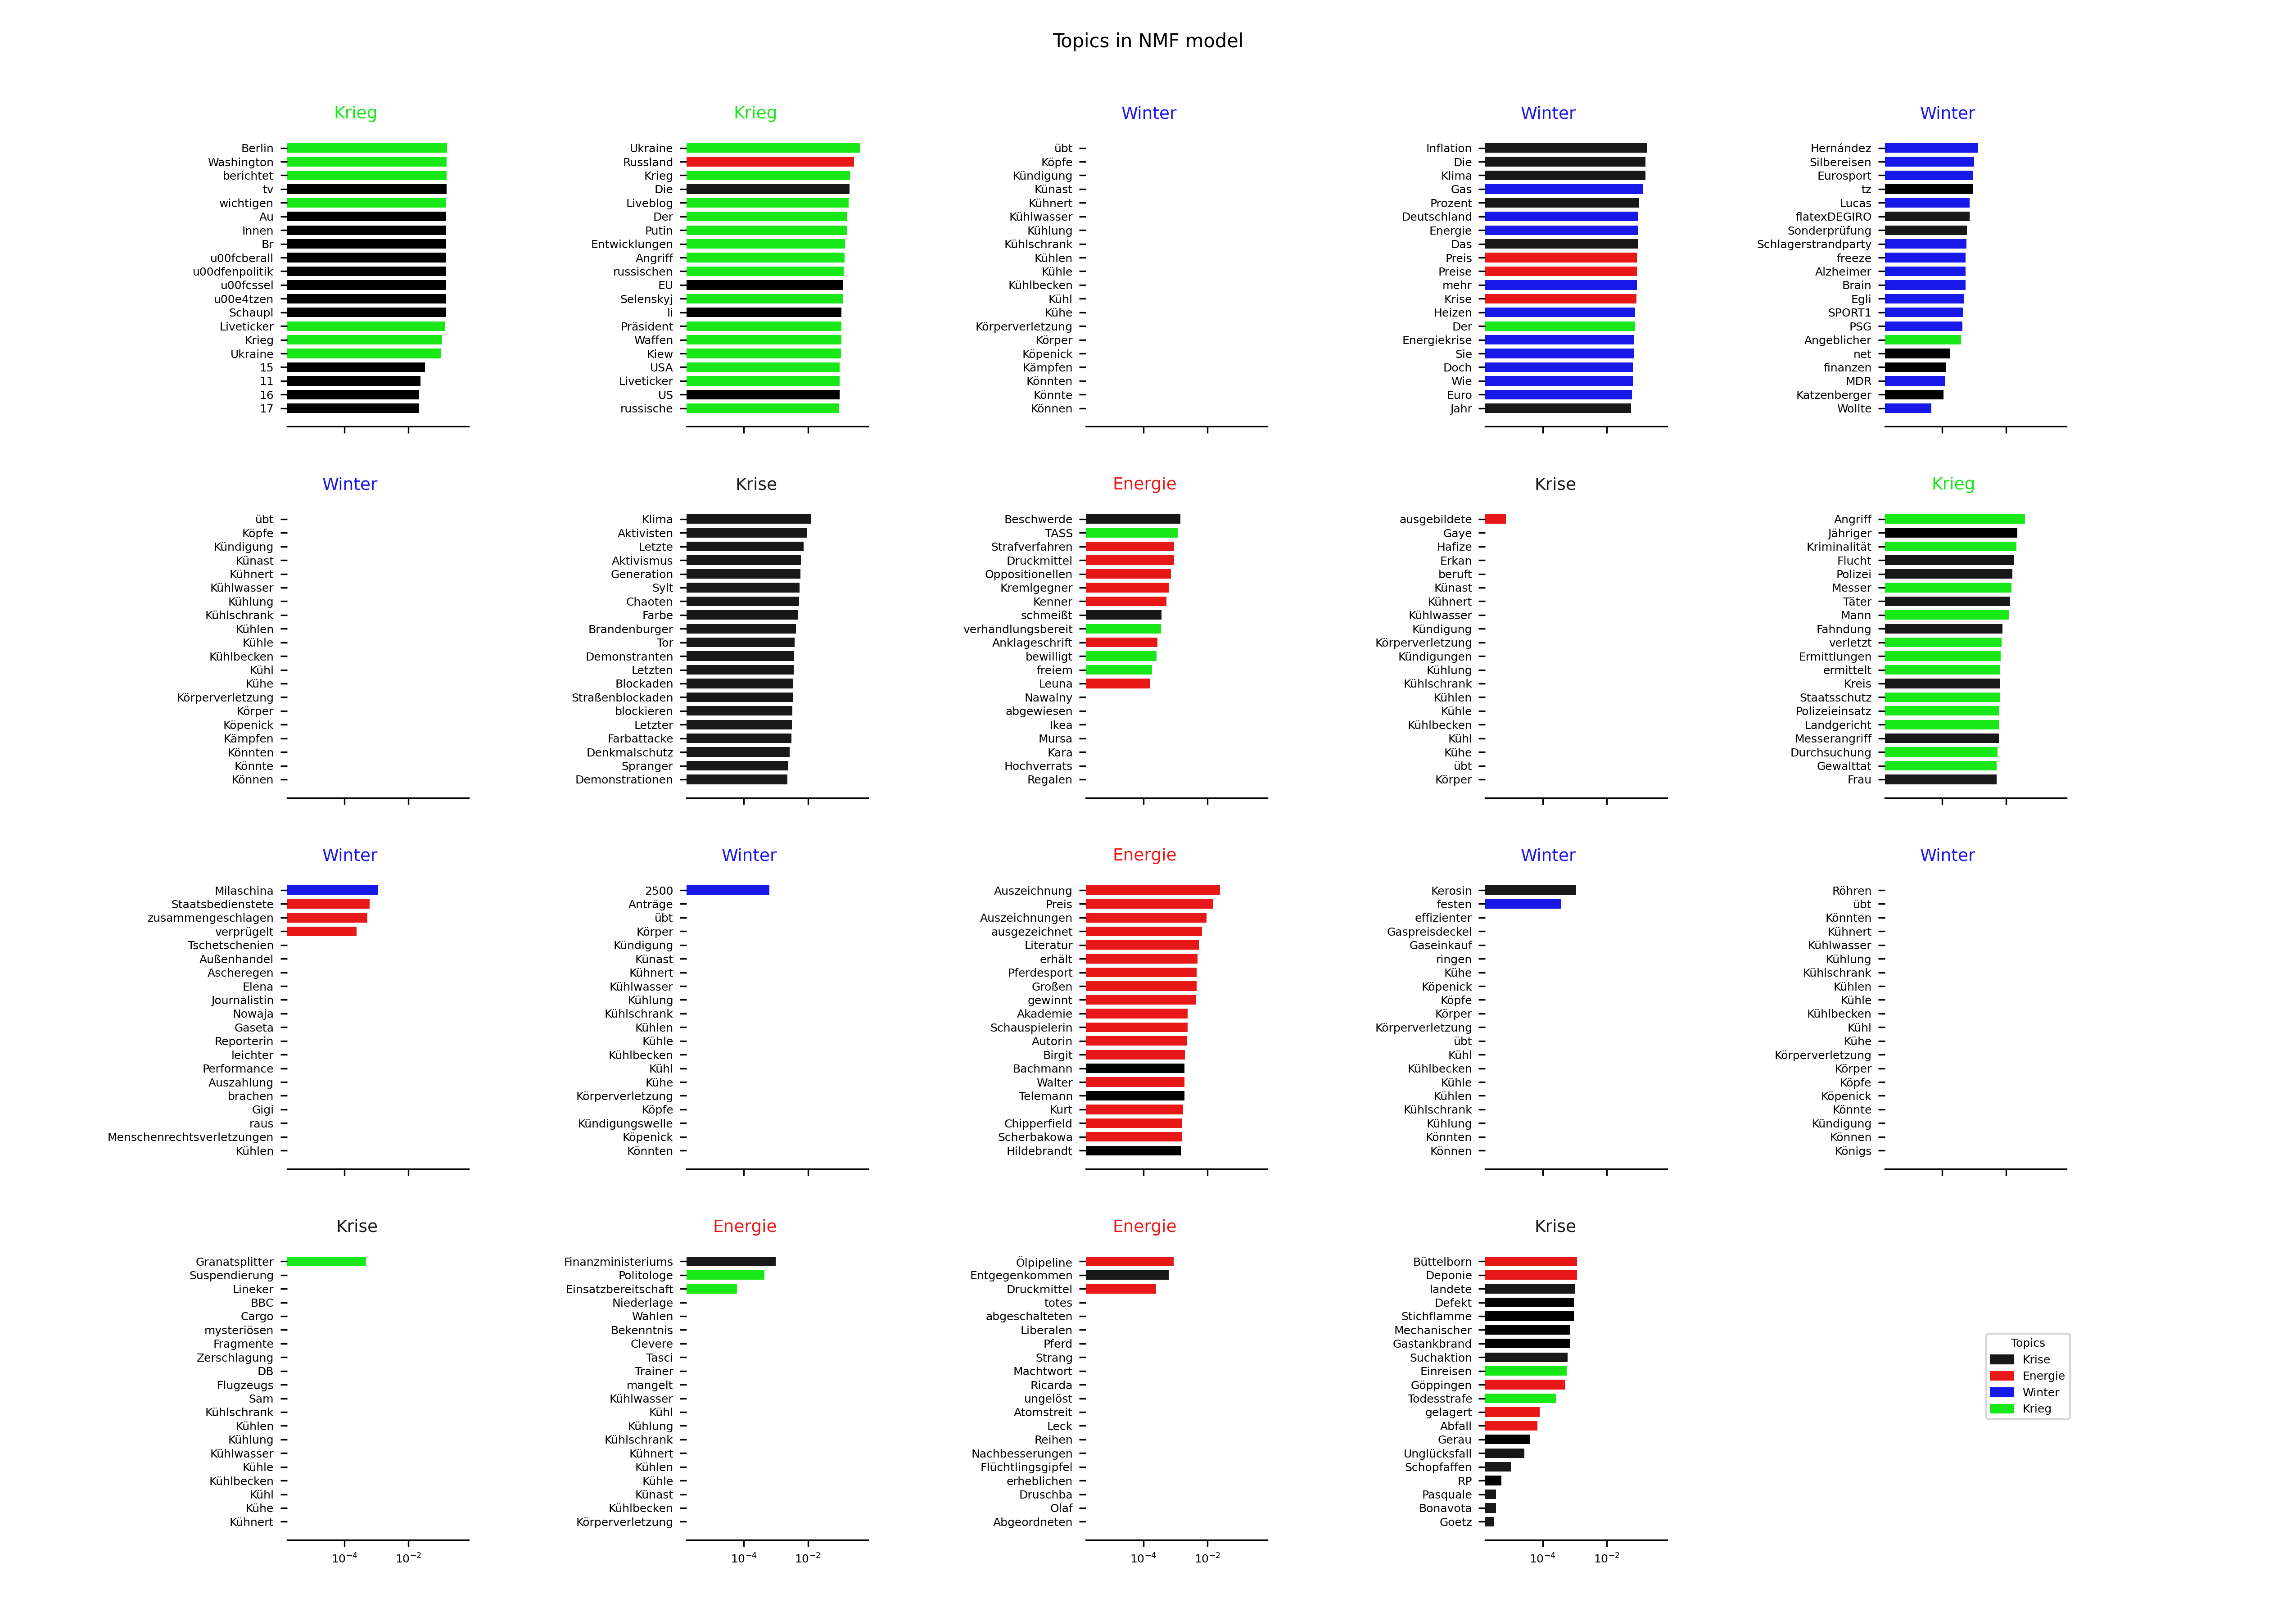 Topics in NMF model
Krieg
Berlin
Washington
berichtet
tv
wichtigen
Au
Innen
Br
u00fcberall
u00dfenpolitik
u00fcssel
u00e4tzen
Schaupl
Liveticker
Krieg
Ukraine
15
11
16
17
Krieg
Ukraine
Russland
Krieg
Die
Liveblog
Der
Putin
Entwicklungen
Angriff
russischen
EU
Selenskyj
li
Präsident
Waffen
Kiew
USA
Liveticker
US
russische
Winter
übt
Köpfe
Kündigung
Künast
Kühnert
Kühlwasser
Kühlung
Kühlschrank
Kühlen
Kühle
Kühlbecken
Kühl
Kühe
Körperverletzung
Körper
Köpenick
Kämpfen
Könnten
Könnte
Können
Winter
Inflation
Die
Klima
Gas
Prozent
Deutschland
Energie
Das
Preis
Preise
mehr
Krise
Heizen
Der
Energiekrise
Sie
Doch
Wie
Euro
Jahr
Winter
Hernández
Silbereisen
Eurosport
tz
Lucas
flatexDEGIRO
Sonderprüfung
Schlagerstrandparty
freeze
Alzheimer
Brain
Egli
SPORT1
PSG
Angeblicher
net
finanzen
MDR
Katzenberger
Wollte
Winter
übt
Köpfe
Kündigung
Künast
Kühnert
Kühlwasser
Kühlung
Kühlschrank
Kühlen
Kühle
Kühlbecken
Kühl
Kühe
Körperverletzung
Körper
Köpenick
Kämpfen
Könnten
Könnte
Können
Krise
Klima
Aktivisten
Letzte
Aktivismus
Generation
Sylt
Chaoten
Farbe
Brandenburger
Tor
Demonstranten
Letzten
Blockaden
Straßenblockaden
blockieren
Letzter
Farbattacke
Denkmalschutz
Spranger
Demonstrationen
Energie
Beschwerde
TASS
Strafverfahren
Druckmittel
Oppositionellen
Kremlgegner
Kenner
schmeißt
verhandlungsbereit
Anklageschrift
bewilligt
freiem
Leuna
Nawalny
abgewiesen
Ikea
Mursa
Kara
Hochverrats
Regalen
Krise
ausgebildete
Gaye
Hafize
Erkan
beruft
Künast
Kühnert
Kühlwasser
Kündigung
Körperverletzung
Kündigungen
Kühlung
Kühlschrank
Kühlen
Kühle
Kühlbecken
Kühl
Kühe
übt
Körper
Krieg
Angriff
Jähriger
Kriminalität
Flucht
Polizei
Messer
Täter
Mann
Fahndung
verletzt
Ermittlungen
ermittelt
Kreis
Staatsschutz
Polizeieinsatz
Landgericht
Messerangriff
Durchsuchung
Gewalttat
Frau
Winter
Milaschina
Staatsbedienstete
zusammengeschlagen
verprügelt
Tschetschenien
Außenhandel
Ascheregen
Elena
Journalistin
Nowaja
Gaseta
Reporterin
leichter
Performance
Auszahlung
brachen
Gigi
raus
Menschenrechtsverletzungen
Kühlen
Winter
2500
Anträge
übt
Körper
Kündigung
Künast
Kühnert
Kühlwasser
Kühlung
Kühlschrank
Kühlen
Kühle
Kühlbecken
Kühl
Kühe
Körperverletzung
Köpfe
Kündigungswelle
Köpenick
Könnten
Energie
Auszeichnung
Preis
Auszeichnungen
ausgezeichnet
Literatur
erhält
Pferdesport
Großen
gewinnt
Akademie
Schauspielerin
Autorin
Birgit
Bachmann
Walter
Telemann
Kurt
Chipperfield
Scherbakowa
Hildebrandt
Winter
Kerosin
festen
effizienter
Gaspreisdeckel
Gaseinkauf
ringen
Kühe
Köpenick
Köpfe
Körper
Körperverletzung
übt
Kühl
Kühlbecken
Kühle
Kühlen
Kühlschrank
Kühlung
Könnten
Können
Winter
Röhren
übt
Könnten
Kühnert
Kühlwasser
Kühlung
Kühlschrank
Kühlen
Kühle
Kühlbecken
Kühl
Kühe
Körperverletzung
Körper
Köpfe
Köpenick
Könnte
Kündigung
Können
Königs
Krise
Granatsplitter
Suspendierung
Lineker
BBC
Cargo
mysteriösen
Fragmente
Zerschlagung
DB
Flugzeugs
Sam
Kühlschrank
Kühlen
Kühlung
Kühlwasser
Kühle
Kühlbecken
Kühl
Kühe
Kühnert
10⁻⁴ 10⁻²
Energie
Finanzministeriums
Politologe
Einsatzbereitschaft
Niederlage
Wahlen
Bekenntnis
Clevere
Tasci
Trainer
mangelt
Kühlwasser
Kühl
Kühlung
Kühlschrank
Kühnert
Kühlen
Kühle
Künast
Kühlbecken
Körperverletzung
10⁻⁴ 10⁻²
Energie
Ölpipeline
Entgegenkommen
Druckmittel
totes
abgeschalteten
Liberalen
Pferd
Strang
Machtwort
Ricarda
ungelöst
Atomstreit
Leck
Reihen
Nachbesserungen
Flüchtlingsgipfel
erheblichen
Druschba
Olaf
Abgeordneten
10⁻⁴ 10⁻²
Krise
Büttelborn
Deponie
landete
Defekt
Stichflamme
Mechanischer
Gastankbrand
Suchaktion
Einreisen
Göppingen
Todesstrafe
gelagert
Abfall
Gerau
Unglücksfall
Schopfaffen
RP
Pasquale
Bonavota
Goetz
10⁻⁴ 10⁻²
Topics
Krise
Energie
Winter
Krieg